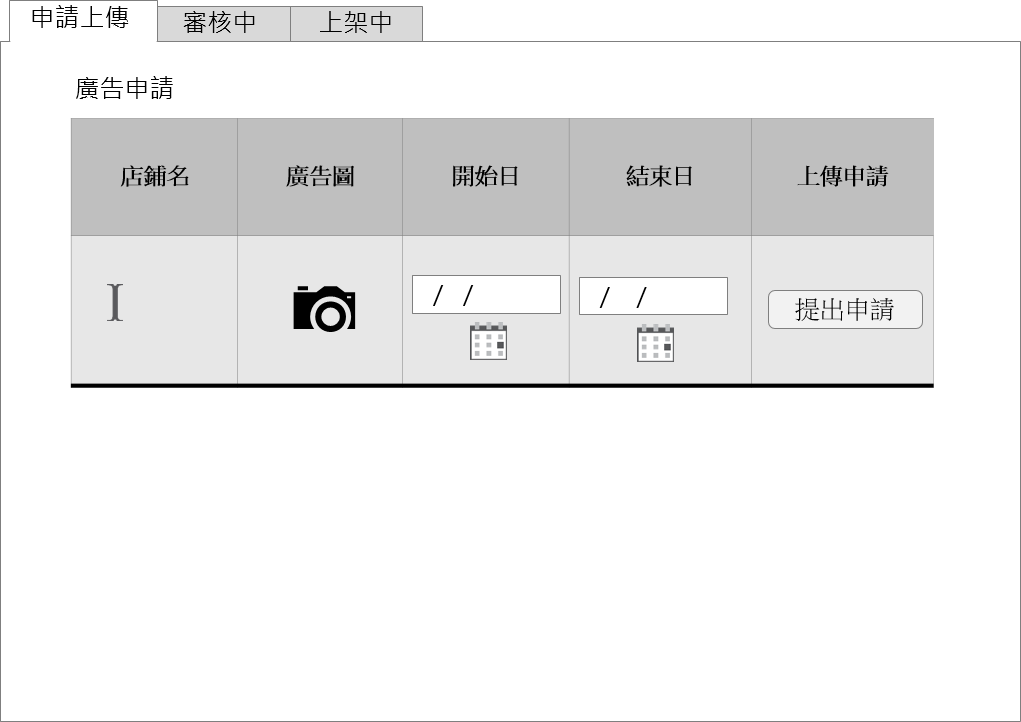 申請上傳
審核中
上架中
廣告申請
店鋪名
廣告圖
開始日
結束日
上傳申請
/ /
/ /
提出申請